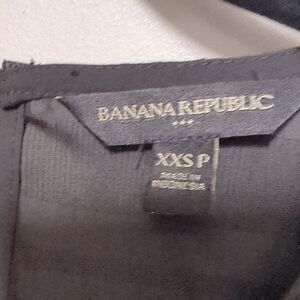 BANANA REPUBLIC
XXS P
MADE IN
INDONESIA